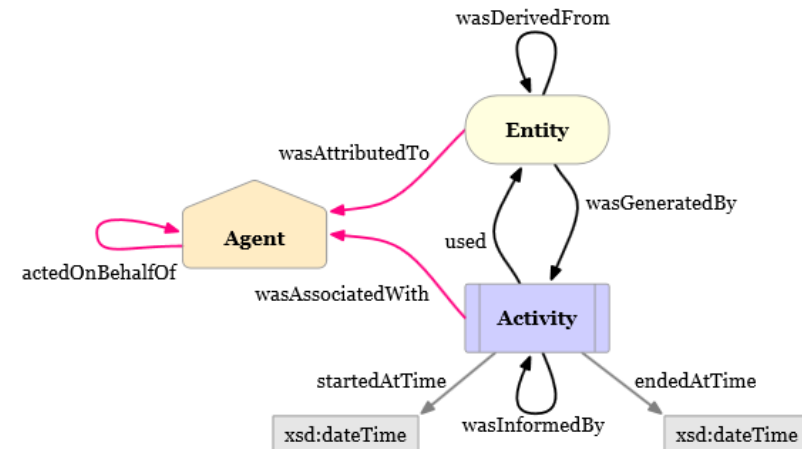 wasDerivedFrom
Entity
wasAttributedTo
wasGeneratedBy
Agent
used
actedOnBehalfOf
wasAssociatedWith
Activity
startedAtTime
endedAtTime
wasInformedBy
xsd:dateTime
xsd:dateTime